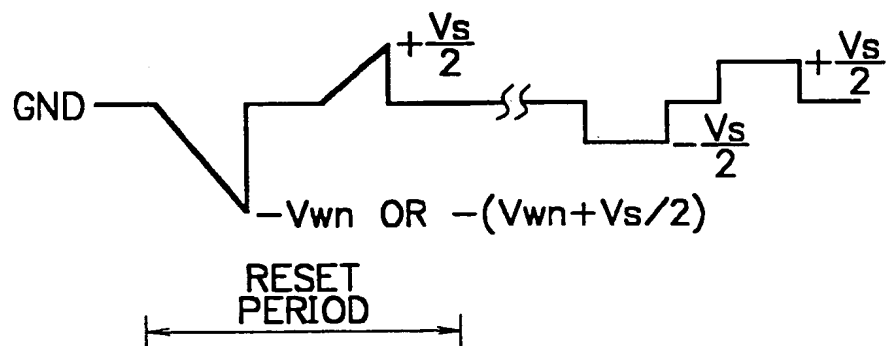 +Vs/2
GND
+Vs/2
-Vs/2
-Vwn OR -(Vwn+Vs/2)
RESET
PERIOD